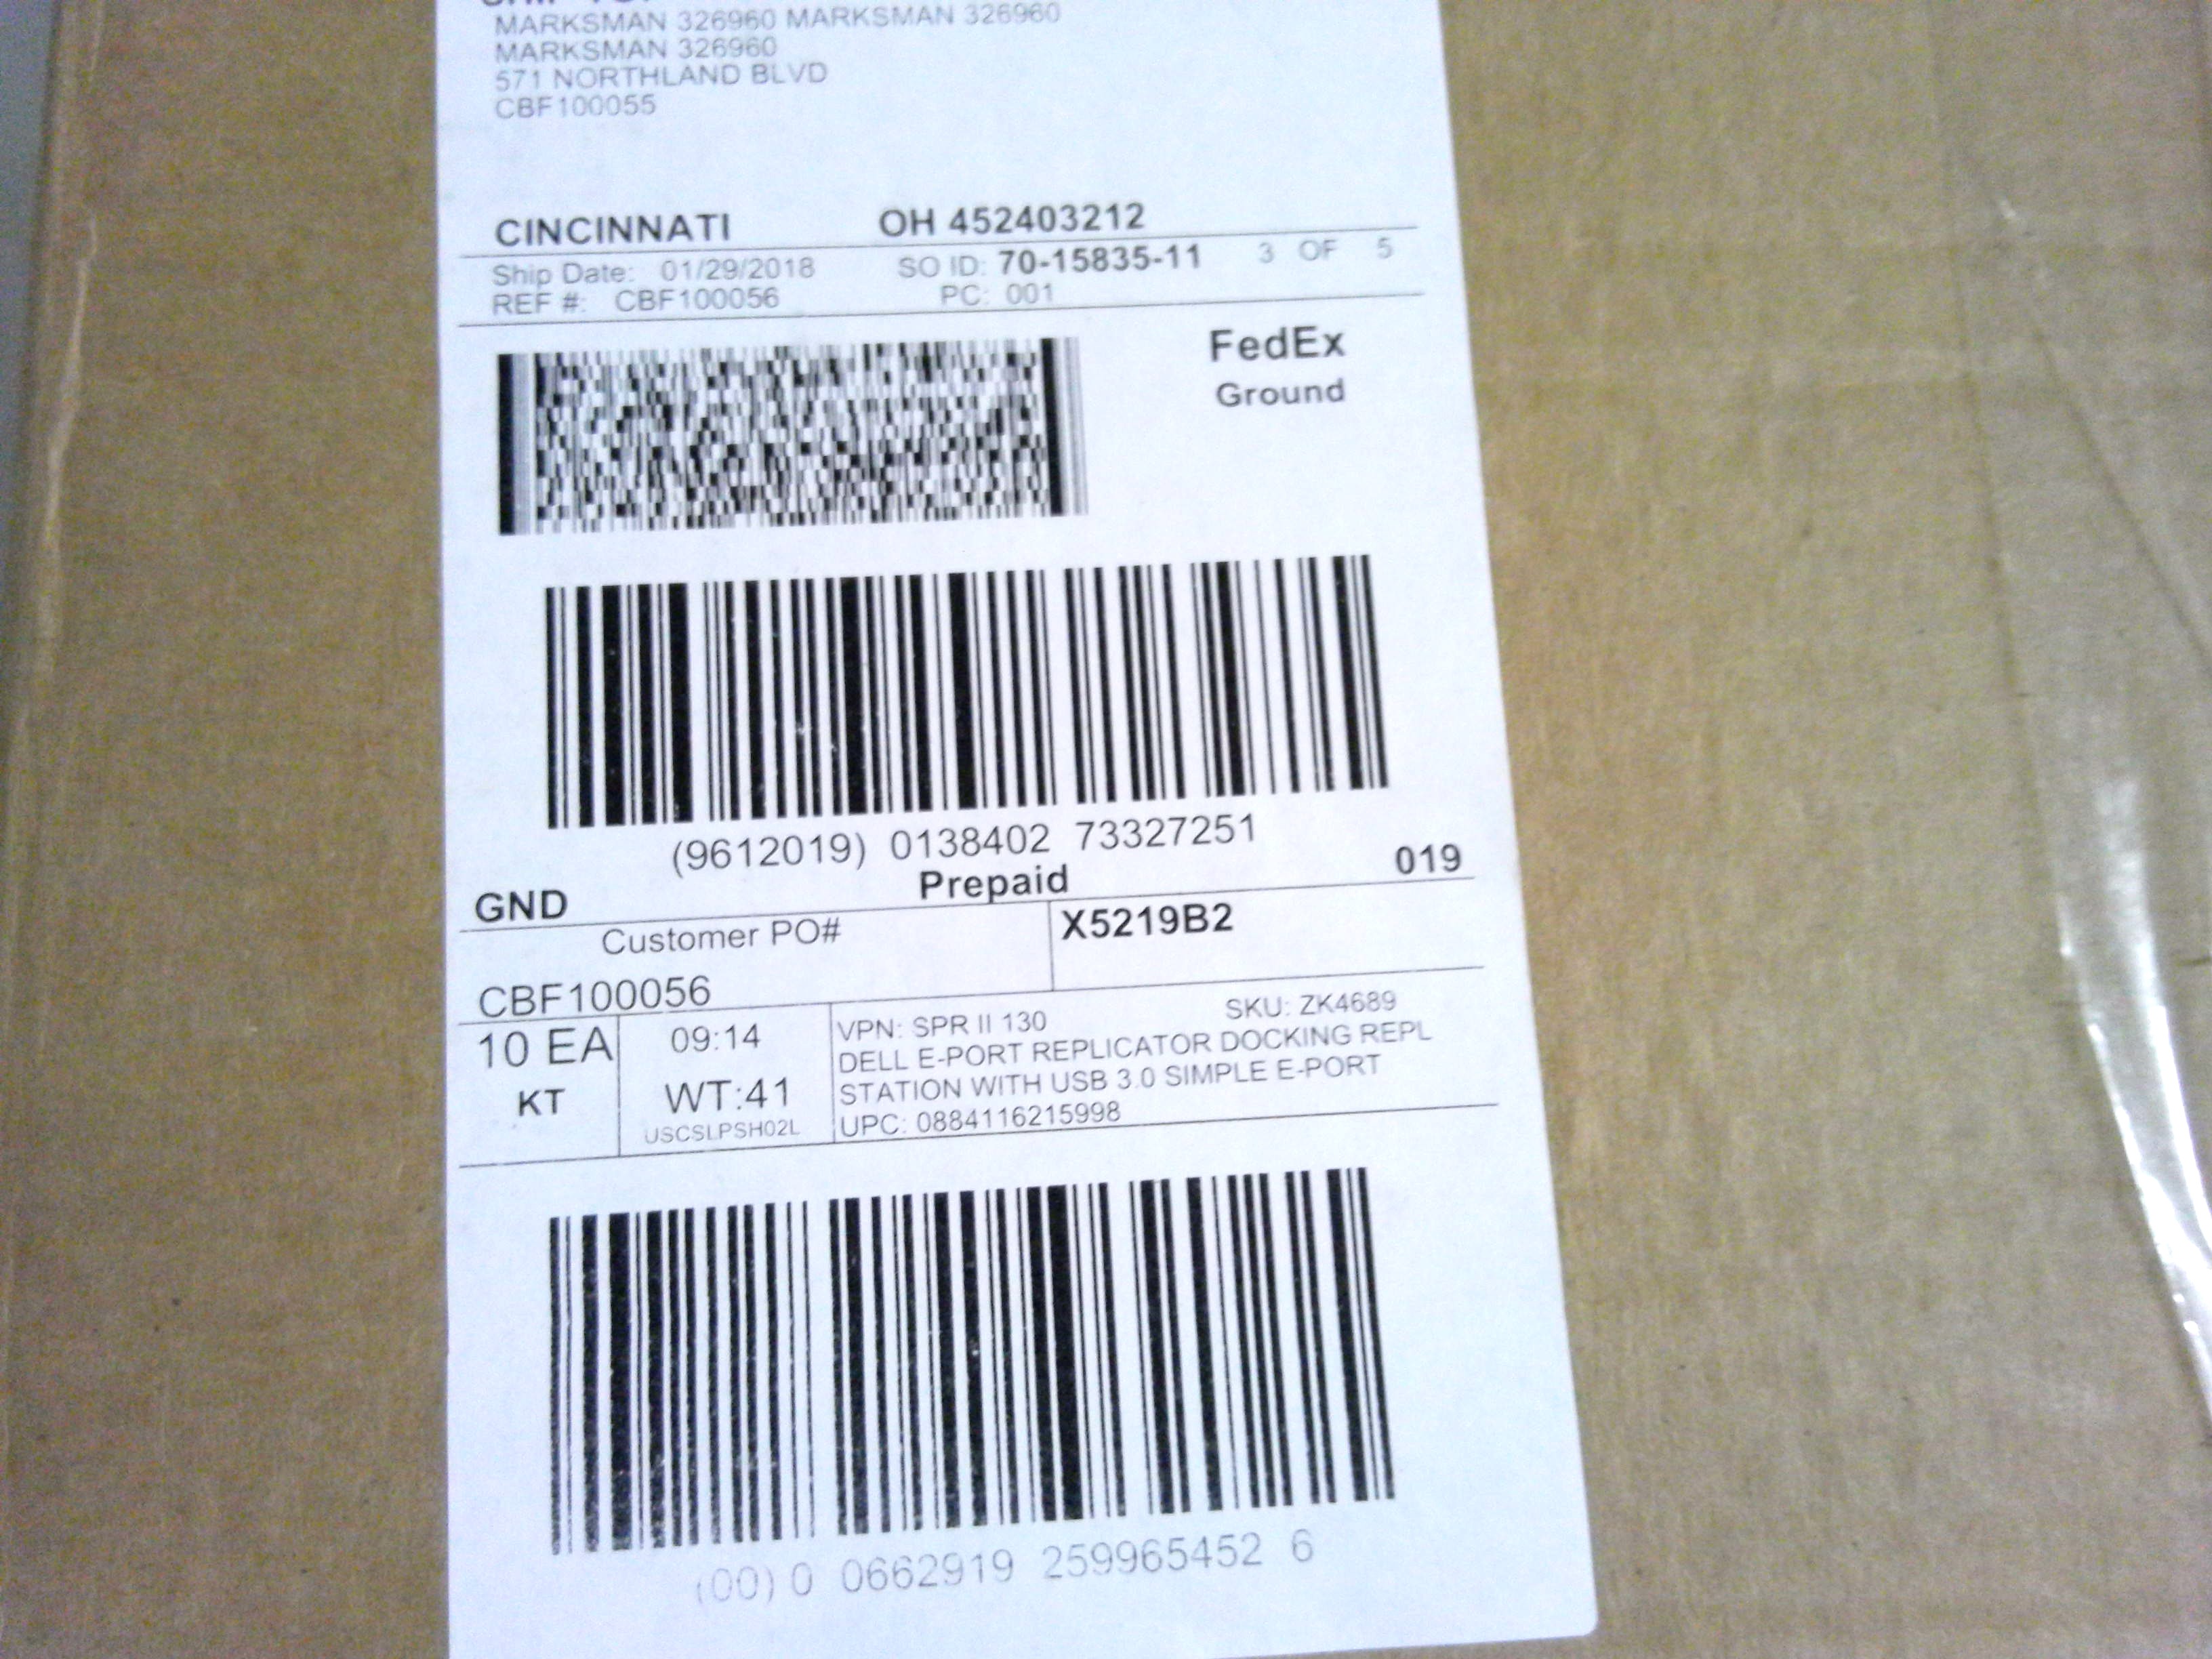 SHIP TO:
MARKSMAN 326960 MARKSMAN 326960
MARKSMAN 326960
571 NORTHLAND BLVD
CBF100055
CINCINNATI OH 452403212
Ship Date: 01/29/2018 SO ID: 70-15835-11 3 OF 5
REF #: CBF100056 PC: 001
FedEx
Ground
(9612019) 0138402 73327251
GND Prepaid 019
Customer PO# X5219B2
CBF100056
10 EA 09:14 VPN: SPR II 130 SKU: ZK4689
DELL E-PORT REPLICATOR DOCKING REPL
KT WT:41 STATION WITH USB 3.0 SIMPLE E-PORT
USCSLPSH02L UPC: 0884116215998
(00) 0 0662919 259965452 6